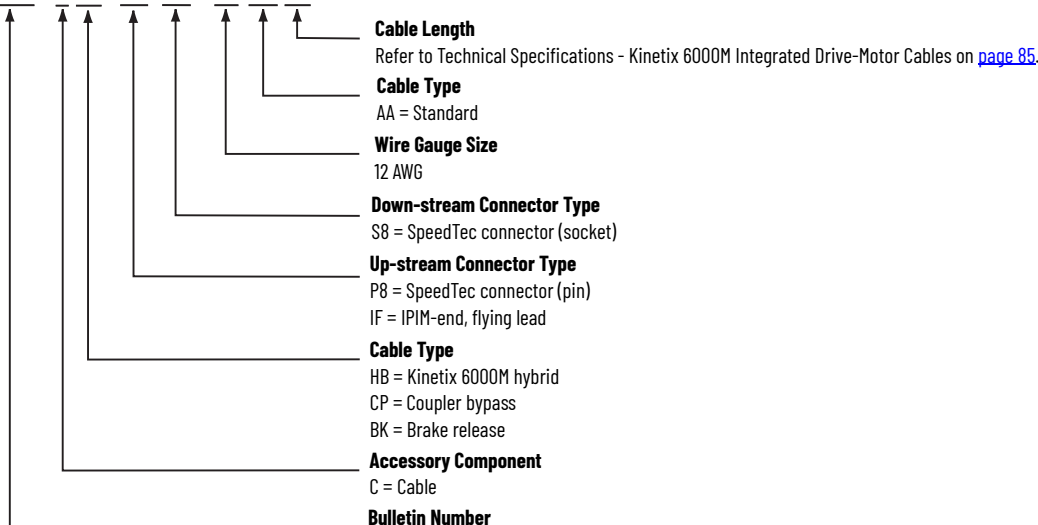 Cable Length
Refer to Technical Specifications - Kinetix 6000M Integrated Drive-Motor Cables on page 85.
Cable Type
AA = Standard
Wire Gauge Size
12 AWG
Down-stream Connector Type
S8 = SpeedTec connector (socket)
Up-stream Connector Type
P8 = SpeedTec connector (pin)
IF = IPIM-end, flying lead
Cable Type
HB = Kinetix 6000M hybrid
CP = Coupler bypass
BK = Brake release
Accessory Component
C = Cable
Bulletin Number